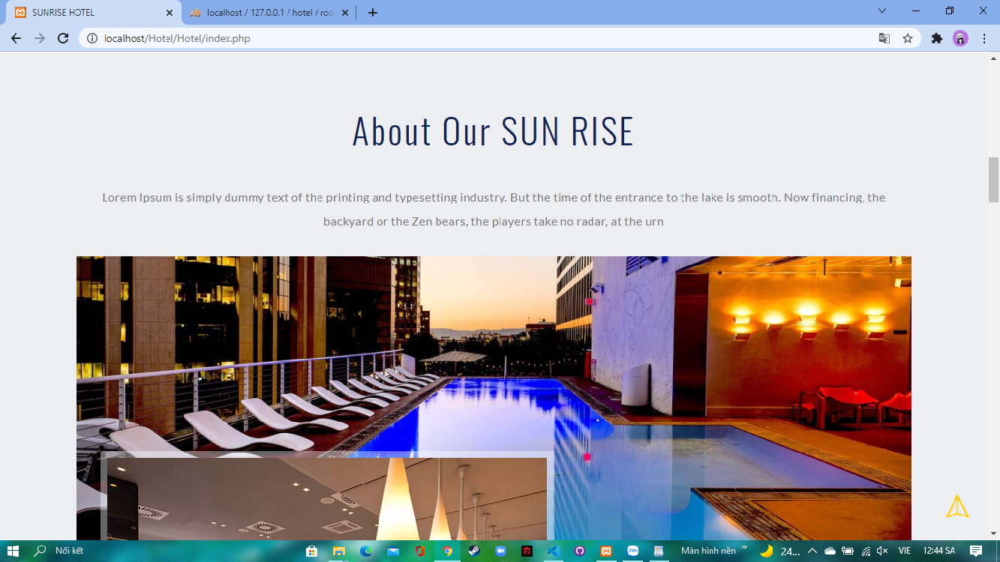 SUNRISE HOTEL
localhost / 127.0.0.1 / hotel / roo
localhost/Hotel/Hotel/index.php
About Our SUN RISE
Lorem Ipsum is simply dummy text of the printing and typesetting industry. But the time of the entrance to the lake is smooth. Now financing, the
backyard or the Zen bears, the players take no radar, at the urn
Nối kết
Màn hình nền
24...
VIE
12:44 SA